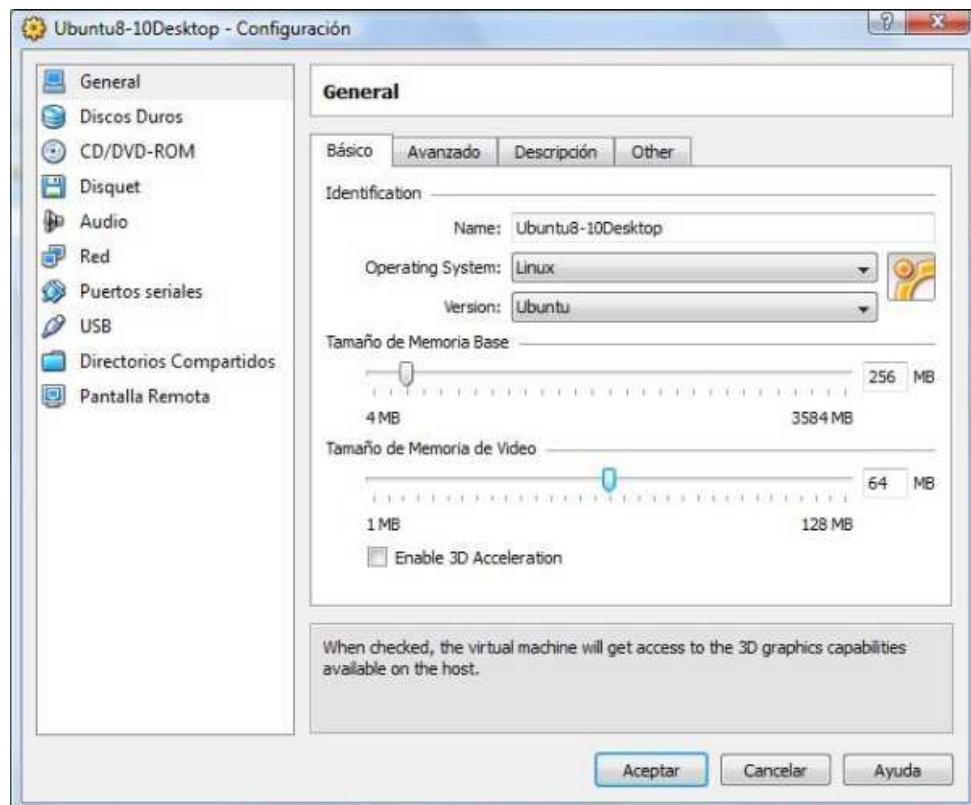 Ubuntu8-10Desktop - Configuración
General
Discos Duros
CD/DVD-ROM
Disquet
Audio
Red
Puertos seriales
USB
Directorios Compartidos
Pantalla Remota
General
Básico Avanzado Descripción Other
Identification
Name: Ubuntu8-10Desktop
Operating System: Linux
Version: Ubuntu
Tamaño de Memoria Base
256 MB
4 MB 3584 MB
Tamaño de Memoria de Video
64 MB
1 MB 128 MB
Enable 3D Acceleration
When checked, the virtual machine will get access to the 3D graphics capabilities
available on the host.
Aceptar Cancelar Ayuda